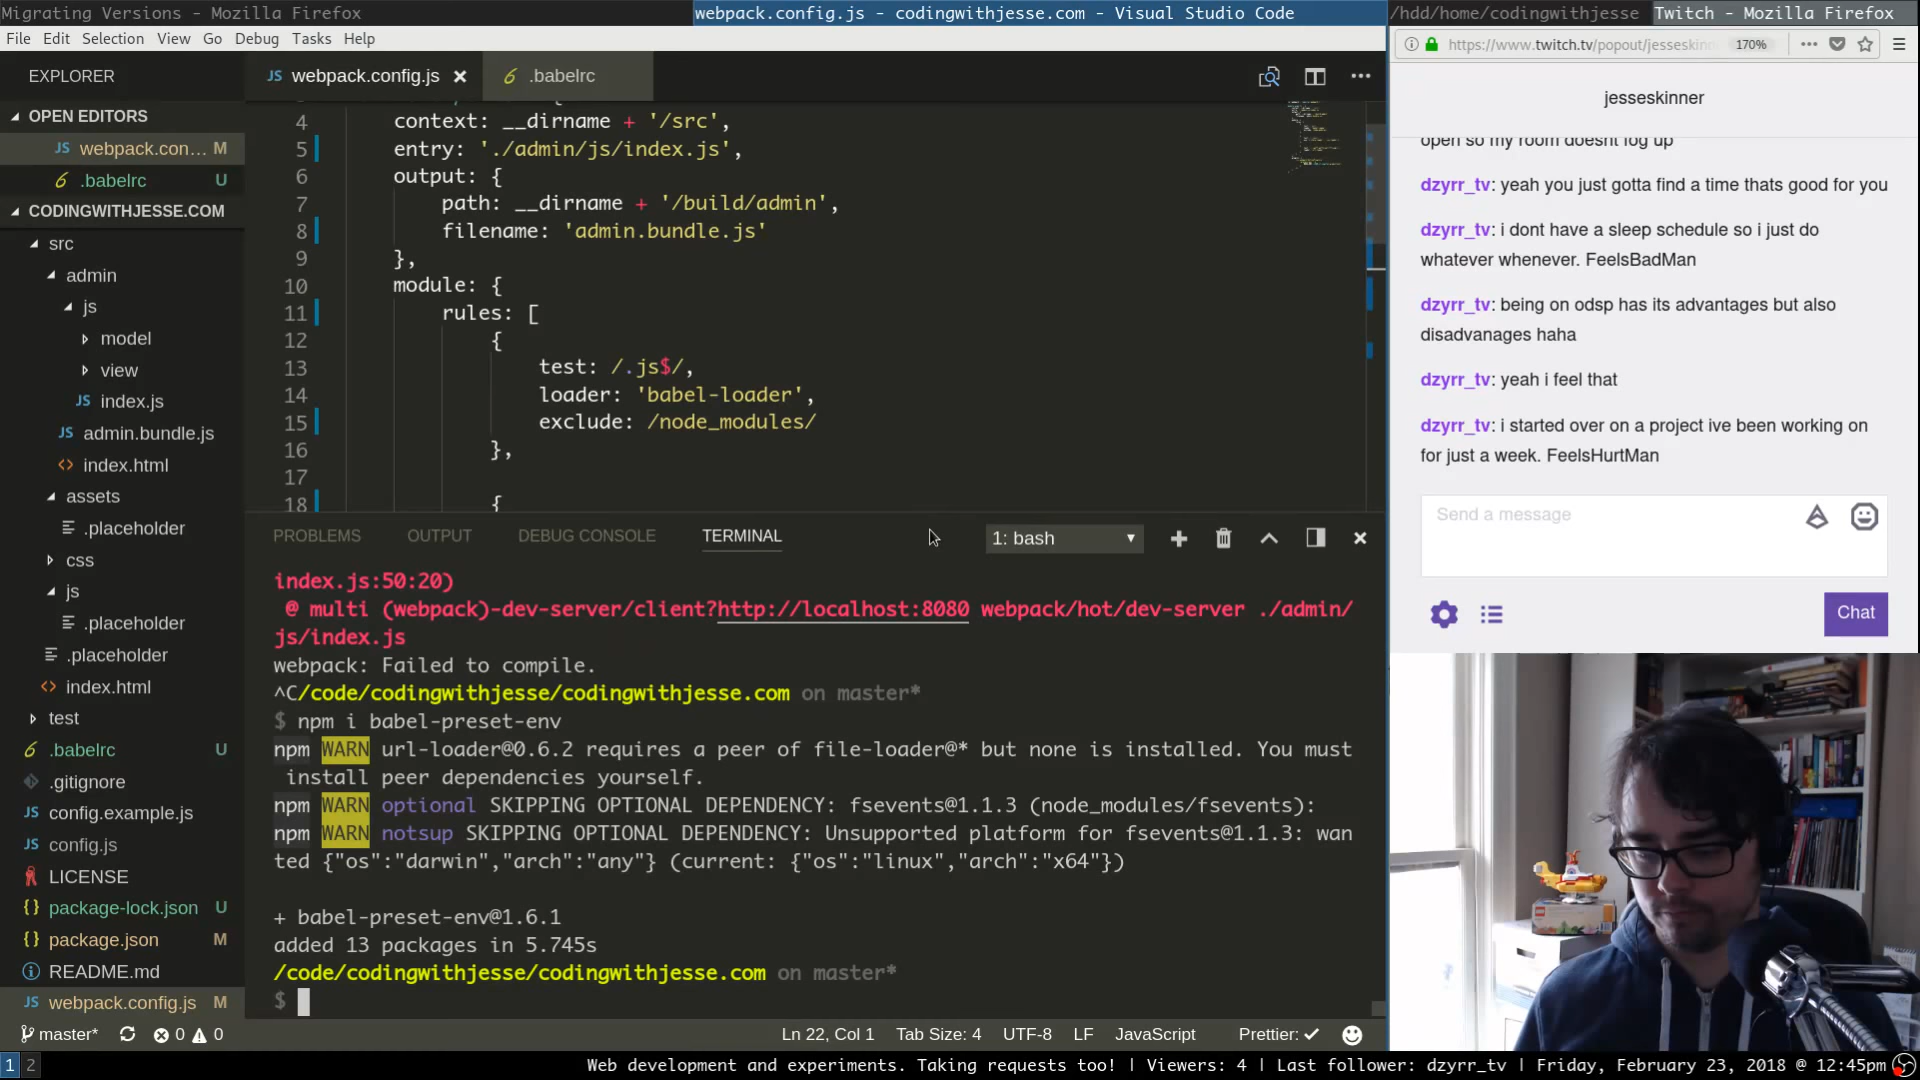 Migrating Versions - Mozilla Firefox
webpack.config.js - codingwithjesse.com - Visual Studio Code
/hdd/home/codingwithjesse
Twitch - Mozilla Firefox
File Edit Selection View Go Debug Tasks Help
https://www.twitch.tv/popout/jesseskin
170%
EXPLORER
webpack.config.js
.babelrc
jesseskinner
OPEN EDITORS
webpack.con... M
.babelrc U
CODINGWITHJESSE.COM
src
admin
js
model
view
index.js
admin.bundle.js
index.html
assets
.placeholder
css
js
.placeholder
.placeholder
index.html
test
.babelrc U
.gitignore
config.example.js
config.js
LICENSE
package-lock.json U
package.json M
README.md
webpack.config.js M
4 context: __dirname + '/src',
5 entry: './admin/js/index.js',
6 output: {
7 path: __dirname + '/build/admin',
8 filename: 'admin.bundle.js'
9 },
10 module: {
11 rules: [
12 {
13 test: /.js$/,
14 loader: 'babel-loader',
15 exclude: /node_modules/
16 },
17
18 {
PROBLEMS OUTPUT DEBUG CONSOLE TERMINAL
1: bash
index.js:50:20)
@ multi (webpack)-dev-server/client?http://localhost:8080 webpack/hot/dev-server ./admin/
js/index.js
webpack: Failed to compile.
^C/code/codingwithjesse/codingwithjesse.com on master*
$ npm i babel-preset-env
npm WARN url-loader@0.6.2 requires a peer of file-loader@* but none is installed. You must
install peer dependencies yourself.
npm WARN optional SKIPPING OPTIONAL DEPENDENCY: fsevents@1.1.3 (node_modules/fsevents):
npm WARN notsup SKIPPING OPTIONAL DEPENDENCY: Unsupported platform for fsevents@1.1.3: wan
ted {"os":"darwin","arch":"any"} (current: {"os":"linux","arch":"x64"})
+ babel-preset-env@1.6.1
added 13 packages in 5.745s
/code/codingwithjesse/codingwithjesse.com on master*
$
open so my room doesnt fog up
dzyrr_tv: yeah you just gotta find a time thats good for you
dzyrr_tv: i dont have a sleep schedule so i just do
whatever whenever. FeelsBadMan
dzyrr_tv: being on odsp has its advantages but also
disadvanages haha
dzyrr_tv: yeah i feel that
dzyrr_tv: i started over on a project ive been working on
for just a week. FeelsHurtMan
Send a message
Chat
master* 0 0
Ln 22, Col 1 Tab Size: 4 UTF-8 LF JavaScript Prettier: ✓
1 2
Web development and experiments. Taking requests too! | Viewers: 4 | Last follower: dzyrr_tv | Friday, February 23, 2018 @ 12:45pm